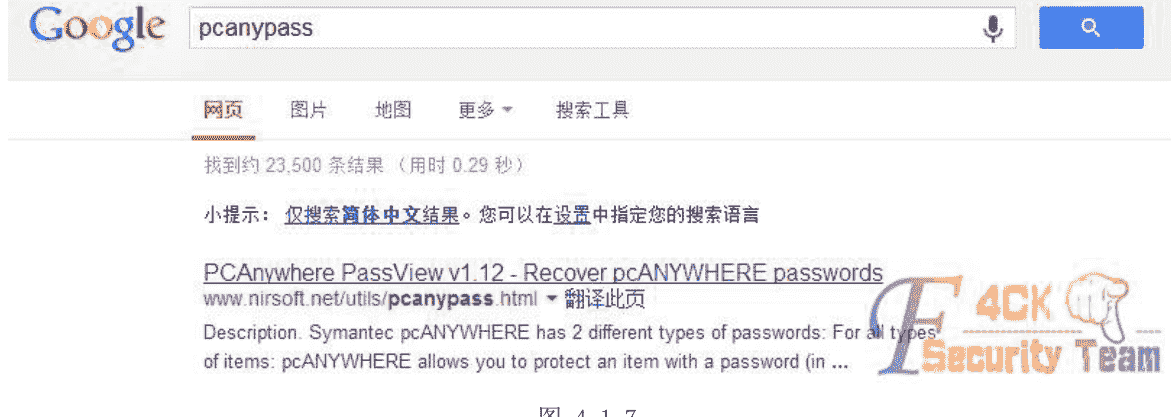 Google pcanypass
网页 图片 地图 更多 搜索工具
找到约 23,500 条结果 (用时 0.29 秒)
小提示: 仅搜索简体中文结果。您可以在设置中指定您的搜索语言
PCAnywhere PassView v1.12 - Recover pcANYWHERE passwords
www.nirsoft.net/utils/pcanypass.html 翻译此页
Description. Symantec pcANYWHERE has 2 different types of passwords: For all types
of items: pcANYWHERE allows you to protect an item with a password (in ...
F4CK
Security Team
图 4-1-7